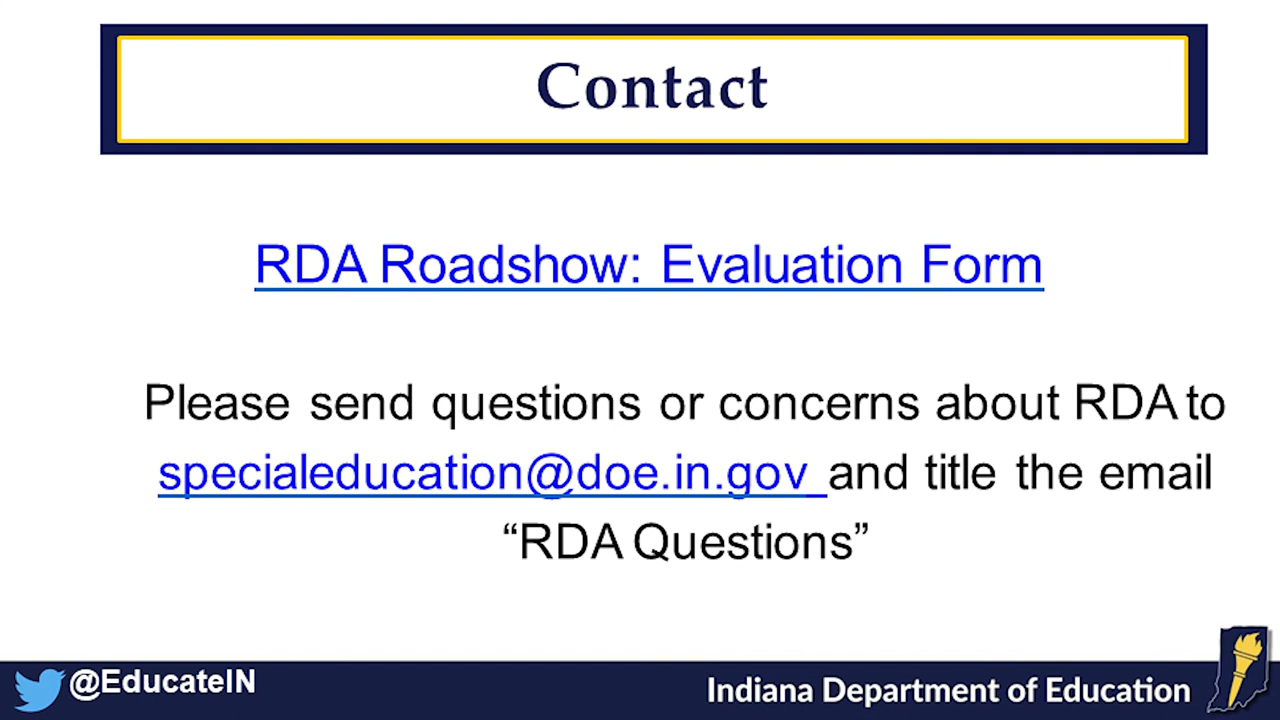 Contact
RDA Roadshow: Evaluation Form
Please send questions or concerns about RDA to
specialeducation@doe.in.gov and title the email
“RDA Questions”
@EducateIN
Indiana Department of Education